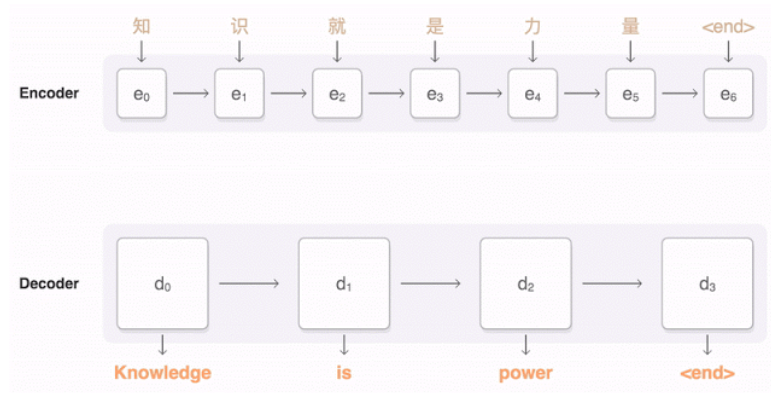 知 识 就 是 力 量 <end>
Encoder e₀ e₁ e₂ e₃ e₄ e₅ e₆
Decoder d₀ d₁ d₂ d₃
Knowledge is power <end>